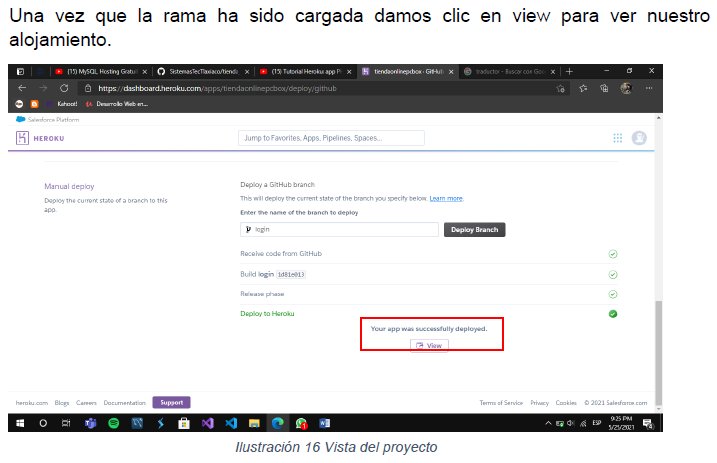 Una vez que la rama ha sido cargada damos clic en view para ver nuestro
alojamiento.
(15) MySQL Hosting Gratui
SistemasTecTlaxiaco/tienda
(15) Tutorial Heroku app P
tiendaonlinepcbox · GitHub
traductor - Buscar con Goo
https://dashboard.heroku.com/apps/tiendaonlinepcbox/deploy/github
Kahoot!
Desarrollo Web en...
Salesforce Platform
HEROKU
Jump to Favorites, Apps, Pipelines, Spaces...
Manual deploy
Deploy the current state of a branch to this
app.
Deploy a GitHub branch
This will deploy the current state of the branch you specify below. Learn more.
Enter the name of the branch to deploy
login
Deploy Branch
Receive code from GitHub
Build login 1d81e013
Release phase
Deploy to Heroku
Your app was successfully deployed.
View
heroku.com Blogs Careers Documentation Support
Terms of Service Privacy Cookies © 2021 Salesforce.com
ESP
9:25 PM
5/25/2021
Ilustración 16 Vista del proyecto